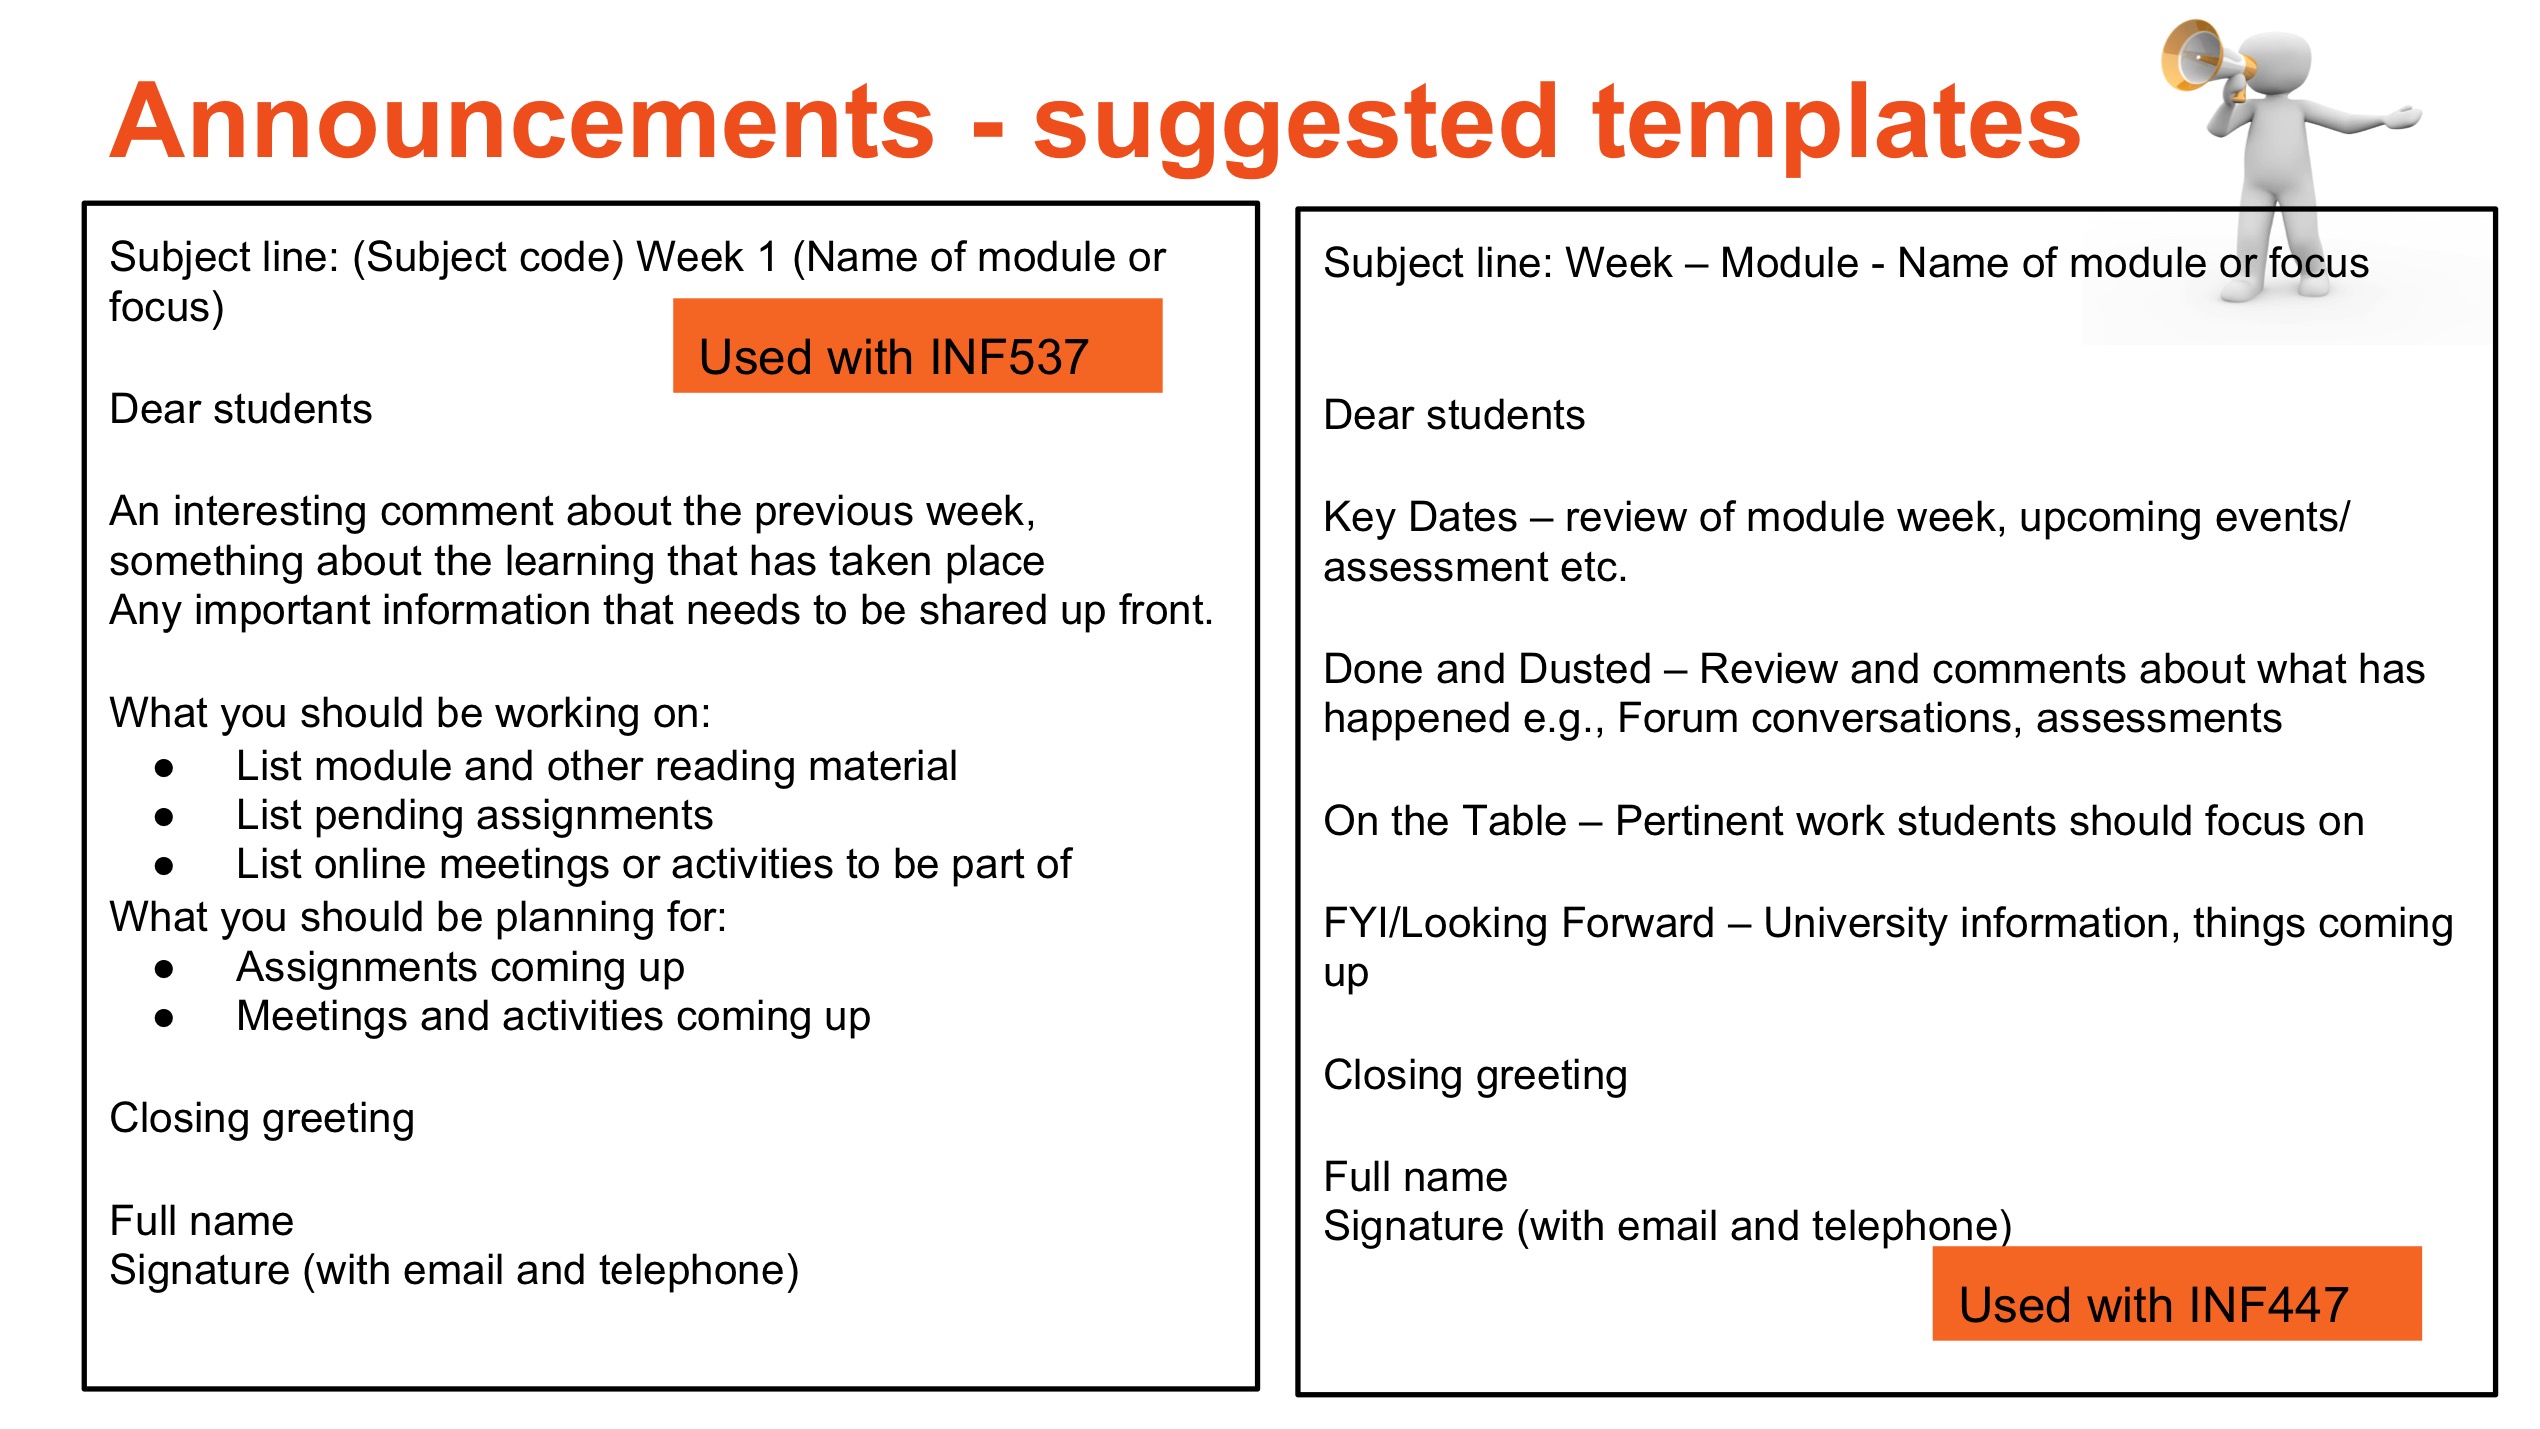 Announcements - suggested templates
Subject line: (Subject code) Week 1 (Name of module or
focus)
Used with INF537
Dear students
An interesting comment about the previous week,
something about the learning that has taken place
Any important information that needs to be shared up front.
What you should be working on:
● List module and other reading material
● List pending assignments
● List online meetings or activities to be part of
What you should be planning for:
● Assignments coming up
● Meetings and activities coming up
Closing greeting
Full name
Signature (with email and telephone)
Subject line: Week – Module - Name of module or focus
Dear students
Key Dates – review of module week, upcoming events/
assessment etc.
Done and Dusted – Review and comments about what has
happened e.g., Forum conversations, assessments
On the Table – Pertinent work students should focus on
FYI/Looking Forward – University information, things coming
up
Closing greeting
Full name
Signature (with email and telephone)
Used with INF447